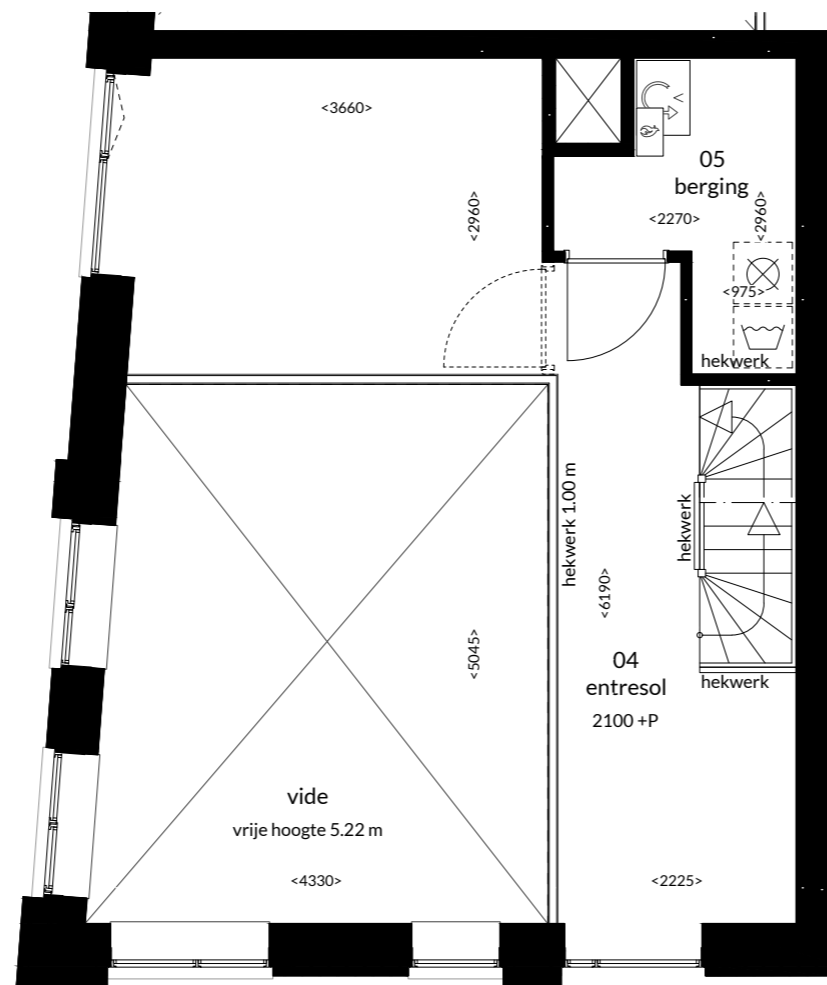 <3660>
<2960>
05
berging
<2270>
<2960>
<975>
hekwerk
hekwerk 1.00 m
hekwerk
<6190>
<5045>
04
entresol
2100 +P
hekwerk
vide
vrije hoogte 5.22 m
<4330>
<2225>